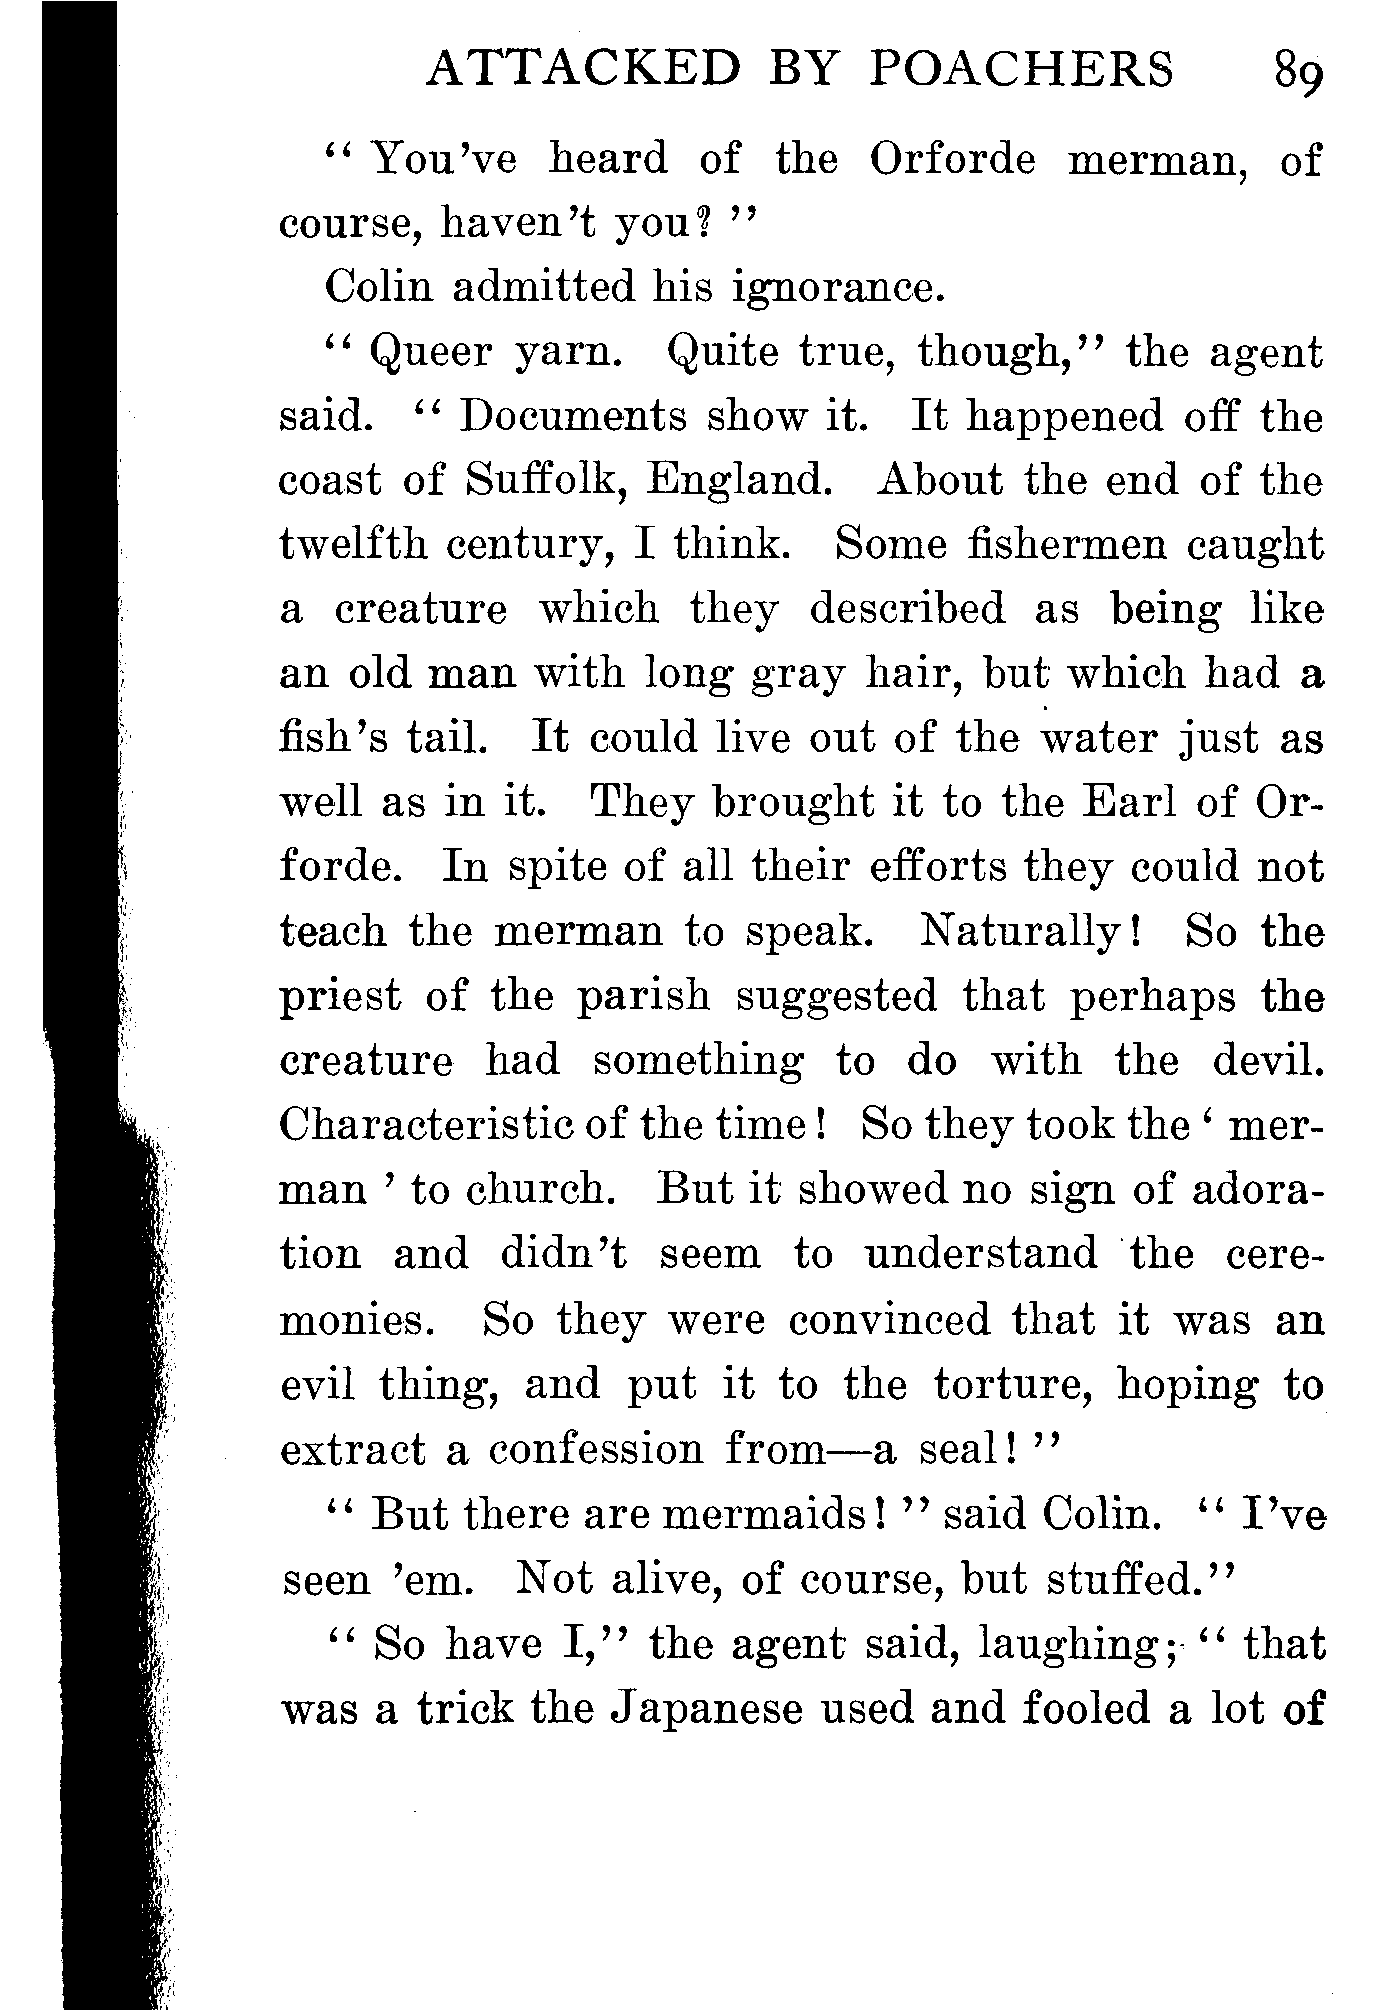 ATTACKED BY POACHERS 89
“ You've heard of the Orforde merman, of
course, haven't you? ”
Colin admitted his ignorance.
“ Queer yarn. Quite true, though,” the agent
said. “ Documents show it. It happened off the
coast of Suffolk, England. About the end of the
twelfth century, I think. Some fishermen caught
a creature which they described as being like
an old man with long gray hair, but which had a
fish's tail. It could live out of the water just as
well as in it. They brought it to the Earl of Or-
forde. In spite of all their efforts they could not
teach the merman to speak. Naturally! So the
priest of the parish suggested that perhaps the
creature had something to do with the devil.
Characteristic of the time! So they took the ‘ mer-
man ’ to church. But it showed no sign of adora-
tion and didn't seem to understand the cere-
monies. So they were convinced that it was an
evil thing, and put it to the torture, hoping to
extract a confession from—a seal! ”
“ But there are mermaids! ” said Colin. “ I've
seen 'em. Not alive, of course, but stuffed.”
“ So have I,” the agent said, laughing; “ that
was a trick the Japanese used and fooled a lot of